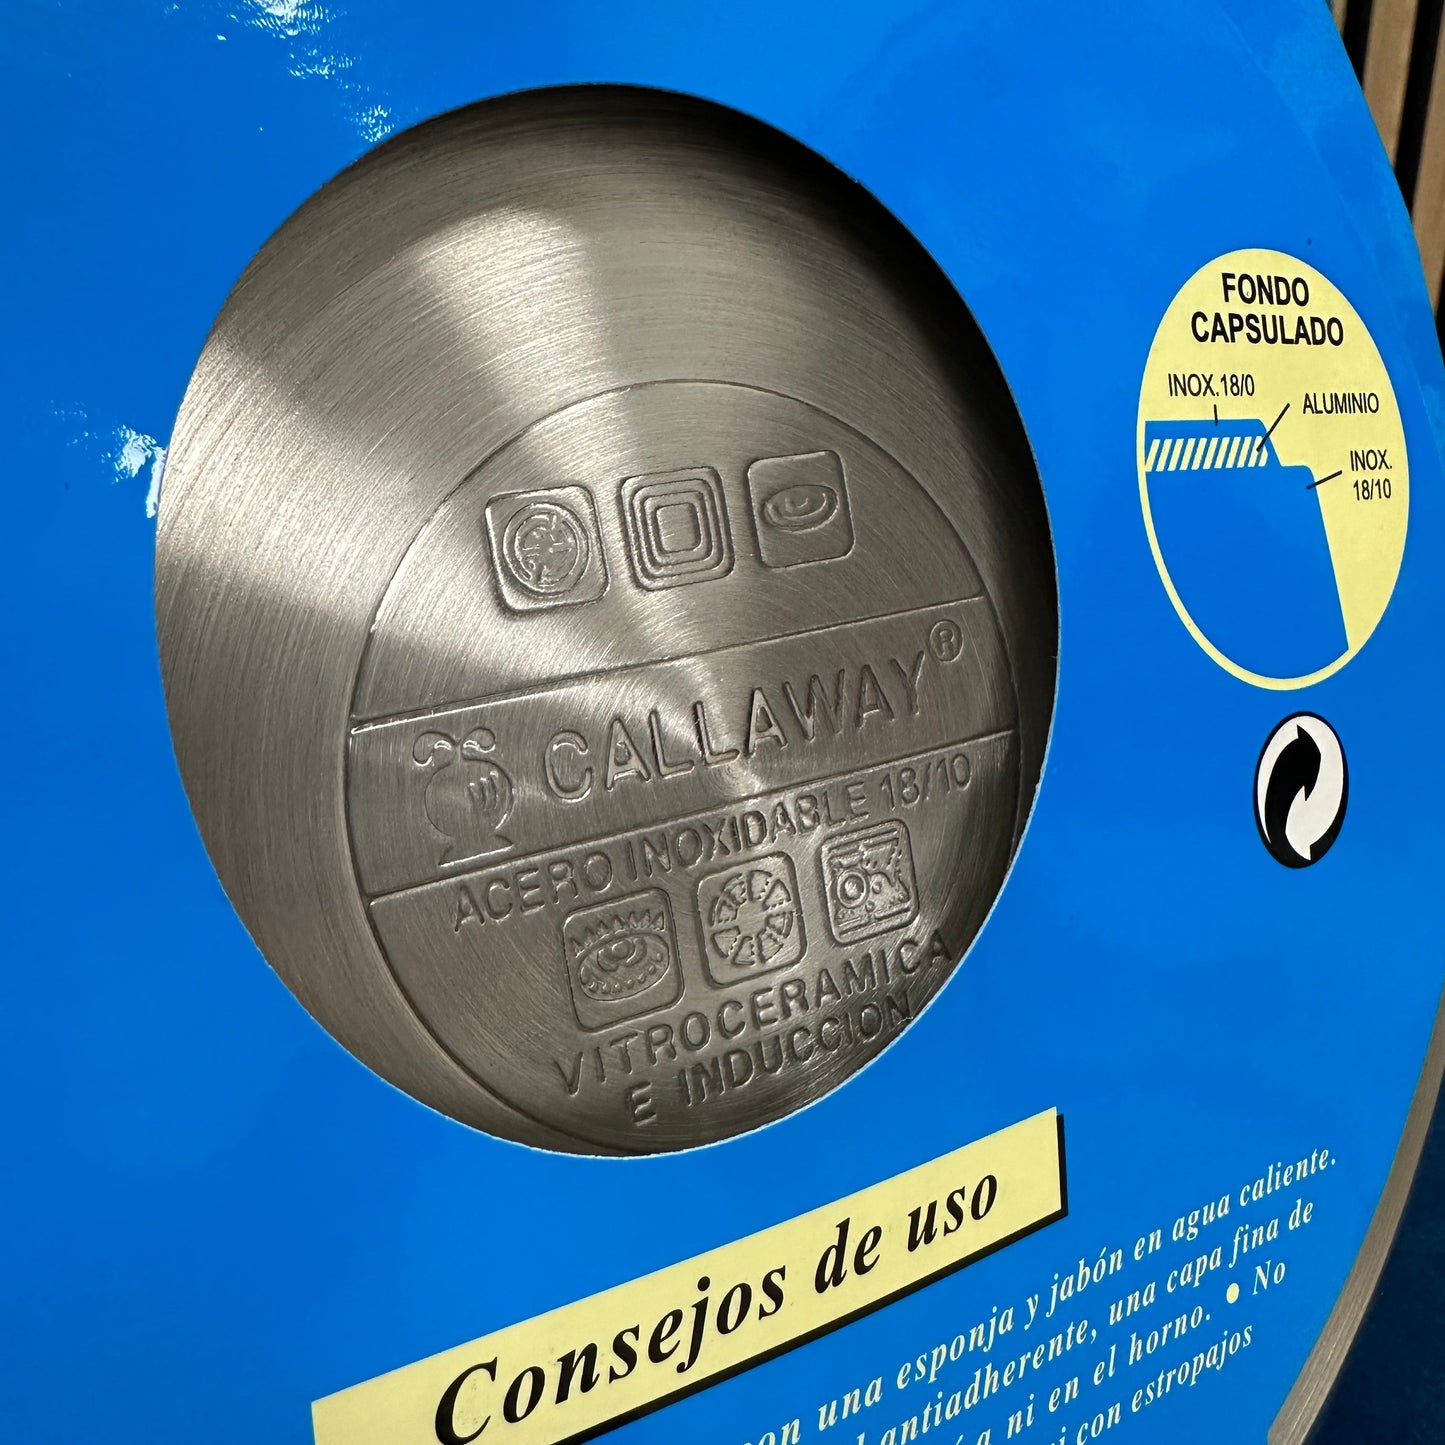 FONDO
CAPSULADO
INOX.18/0
ALUMINIO
INOX.
18/10
CALLAWAY®
ACERO INOXIDABLE 18/10
VITROCERAMICA
E INDUCCION
Consejos de uso
una esponja y jabón en agua caliente.
antiadherente, una capa fina de
ni en el horno. • No
ni con estropajos